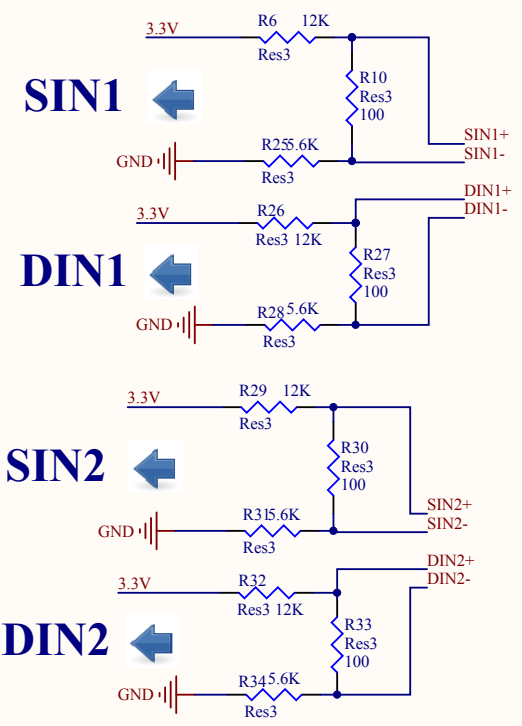 3.3V R6 12K
Res3
SIN1
R10
Res3
100
SIN1+
SIN1-
GND R25 5.6K
Res3
DIN1+
DIN1-
3.3V R26
Res3 12K
DIN1
R27
Res3
100
GND R28 5.6K
Res3
3.3V R29 12K
Res3
SIN2
R30
Res3
100
SIN2+
SIN2-
GND R31 5.6K
Res3
DIN2+
DIN2-
3.3V R32
Res3 12K
DIN2
R33
Res3
100
GND R34 5.6K
Res3